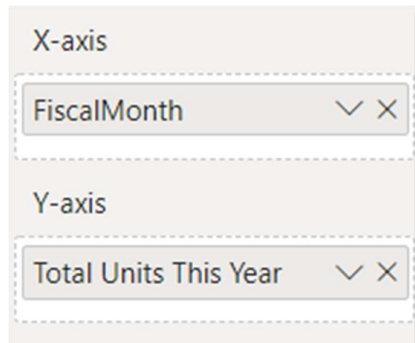 X-axis
FiscalMonth
Y-axis
Total Units This Year